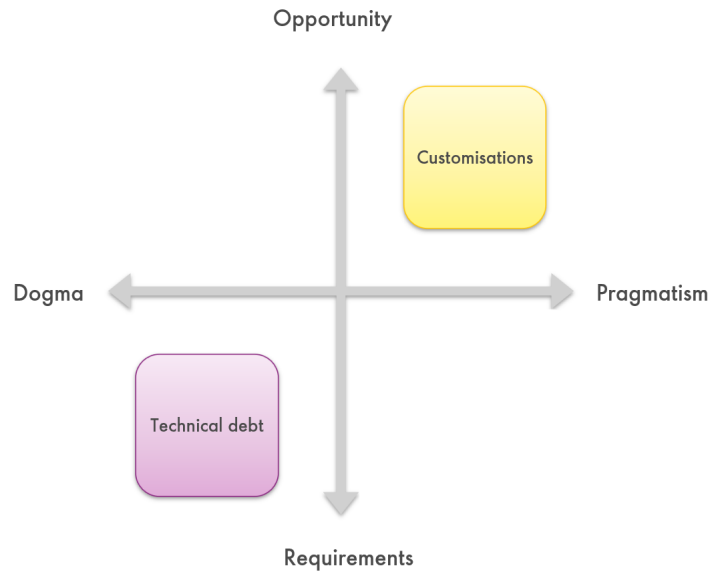 Opportunity
Customisations
Dogma
Pragmatism
Technical debt
Requirements